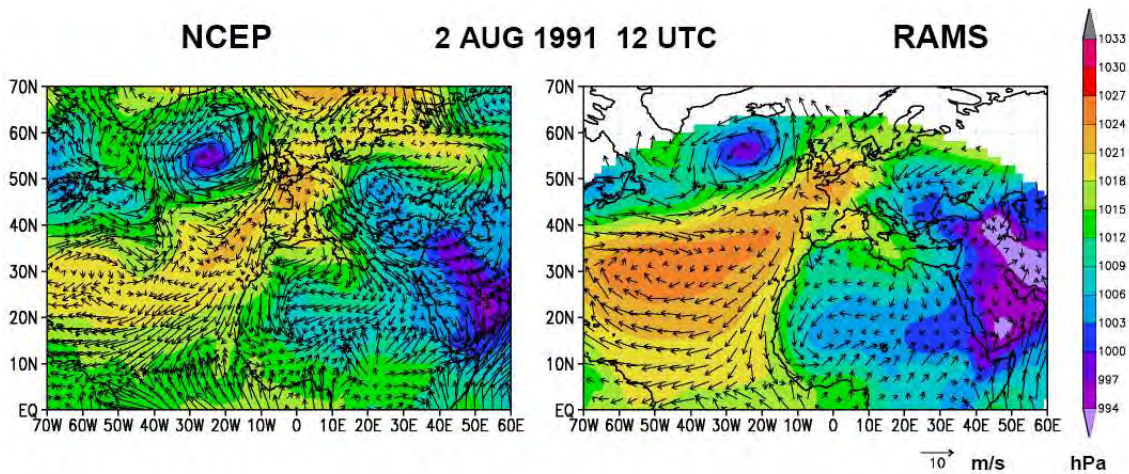 NCEP 2 AUG 1991 12 UTC RAMS
70N
60N
50N
40N
30N
20N
10N
EQ
70W 60W 50W 40W 30W 20W 10W 0 10E 20E 30E 40E 50E 60E
70N
60N
50N
40N
30N
20N
10N
EQ
70W 60W 50W 40W 30W 20W 10W 0 10E 20E 30E 40E 50E 60E
1033
1030
1027
1024
1021
1018
1015
1012
1009
1006
1003
1000
997
994
10 m/s hPa